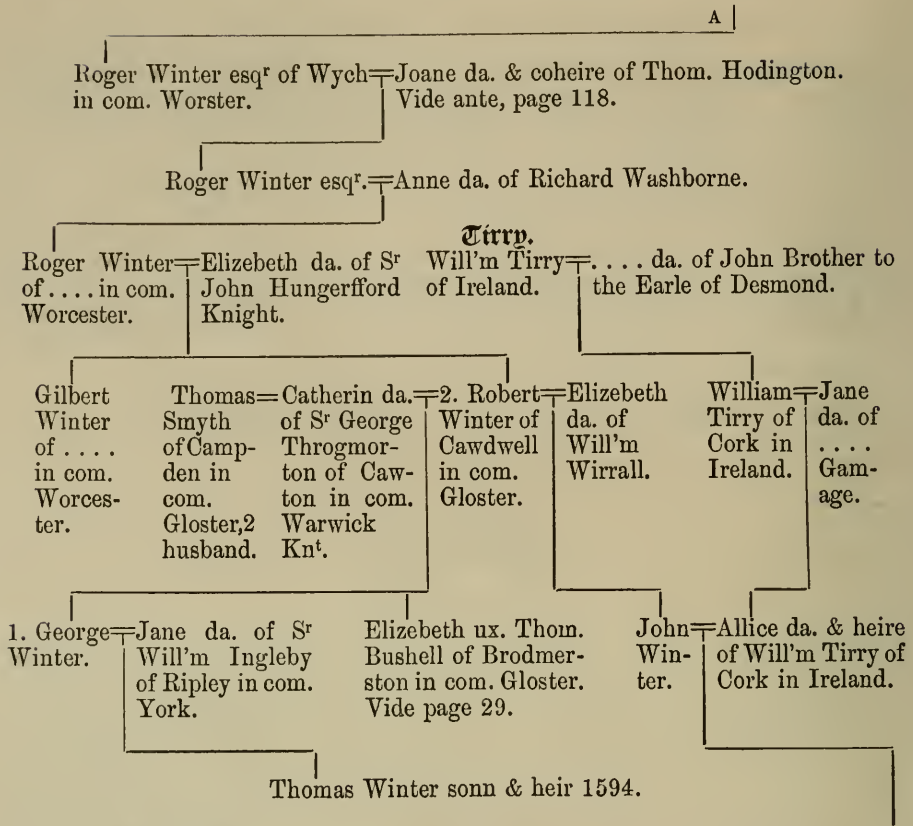 A
Roger Winter esqʳ of Wych=Joane da. & coheire of Thom. Hodington.
in com. Worster. Vide ante, page 118.
Roger Winter esqʳ.=Anne da. of Richard Washborne.
Roger Winter=Elizebeth da. of Sʳ
of . . . . in com. John Hungerfford
Worcester. Knight.
Tirry.
Will'm Tirry=. . . . da. of John Brother to
of Ireland. the Earle of Desmond.
Gilbert
Winter
of . . . .
in com.
Worces-
ter.
Thomas=
Smyth
of Camp-
den in
com.
Gloster, 2
husband.
Catherin da.=
of Sʳ George
Throgmor-
ton of Caw-
ton in com.
Warwick
Knᵗ.
2. Robert=
Winter of
Cawdwell
in com.
Gloster.
Elizebeth
da. of
Will'm
Wirrall.
William=
Tirry of
Cork in
Ireland.
Jane
da. of
. . . .
Gam-
age.
1. George=
Winter.
Jane da. of Sʳ
Will'm Ingleby
of Ripley in com.
York.
Elizebeth ux. Thom.
Bushell of Brodmer-
ston in com. Gloster.
Vide page 29.
John=
Win-
ter.
Allice da. & heire
of Will'm Tirry of
Cork in Ireland.
Thomas Winter sonn & heir 1594.